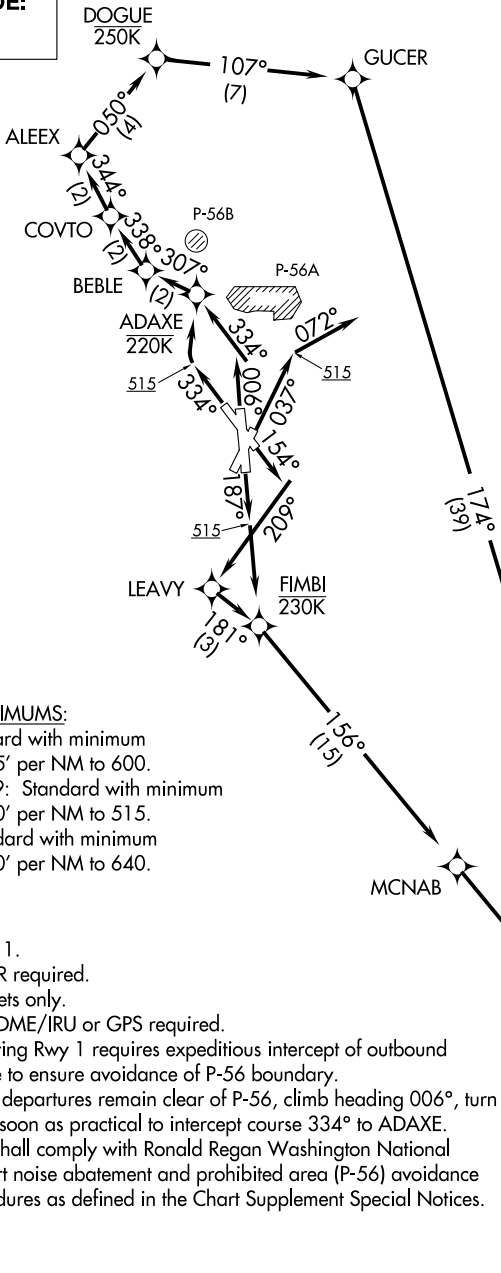 DE:
DOGUE
250K
107°
(7)
GUCER
050°
(4)
ALEEX
344°
(2)
COVTO
338°
(2)
P-56B
307°
(2)
BEBLE
P-56A
ADAXE
220K
334°
072°
515
334°
006°
037°
515
154°
187°
209°
515
174°
(39)
LEAVY
FIMBI
230K
181°
(3)
156°
(15)
MCNAB
IMUMS:
ard with minimum
5' per NM to 600.
9: Standard with minimum
0' per NM to 515.
dard with minimum
0' per NM to 640.
1.
R required.
ets only.
DME/IRU or GPS required.
ing Rwy 1 requires expeditious intercept of outbound
e to ensure avoidance of P-56 boundary.
departures remain clear of P-56, climb heading 006°, turn
soon as practical to intercept course 334° to ADAXE.
hall comply with Ronald Regan Washington National
rt noise abatement and prohibited area (P-56) avoidance
dures as defined in the Chart Supplement Special Notices.